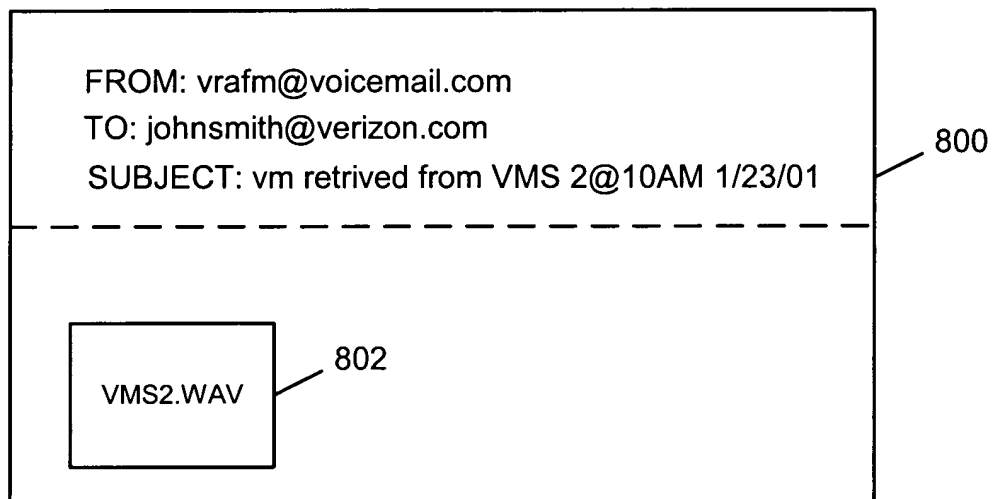 FROM: vrafm@voicemail.com
TO: johnsmith@verizon.com
SUBJECT: vm retrived from VMS 2@10AM 1/23/01
800
802
VMS2.WAV